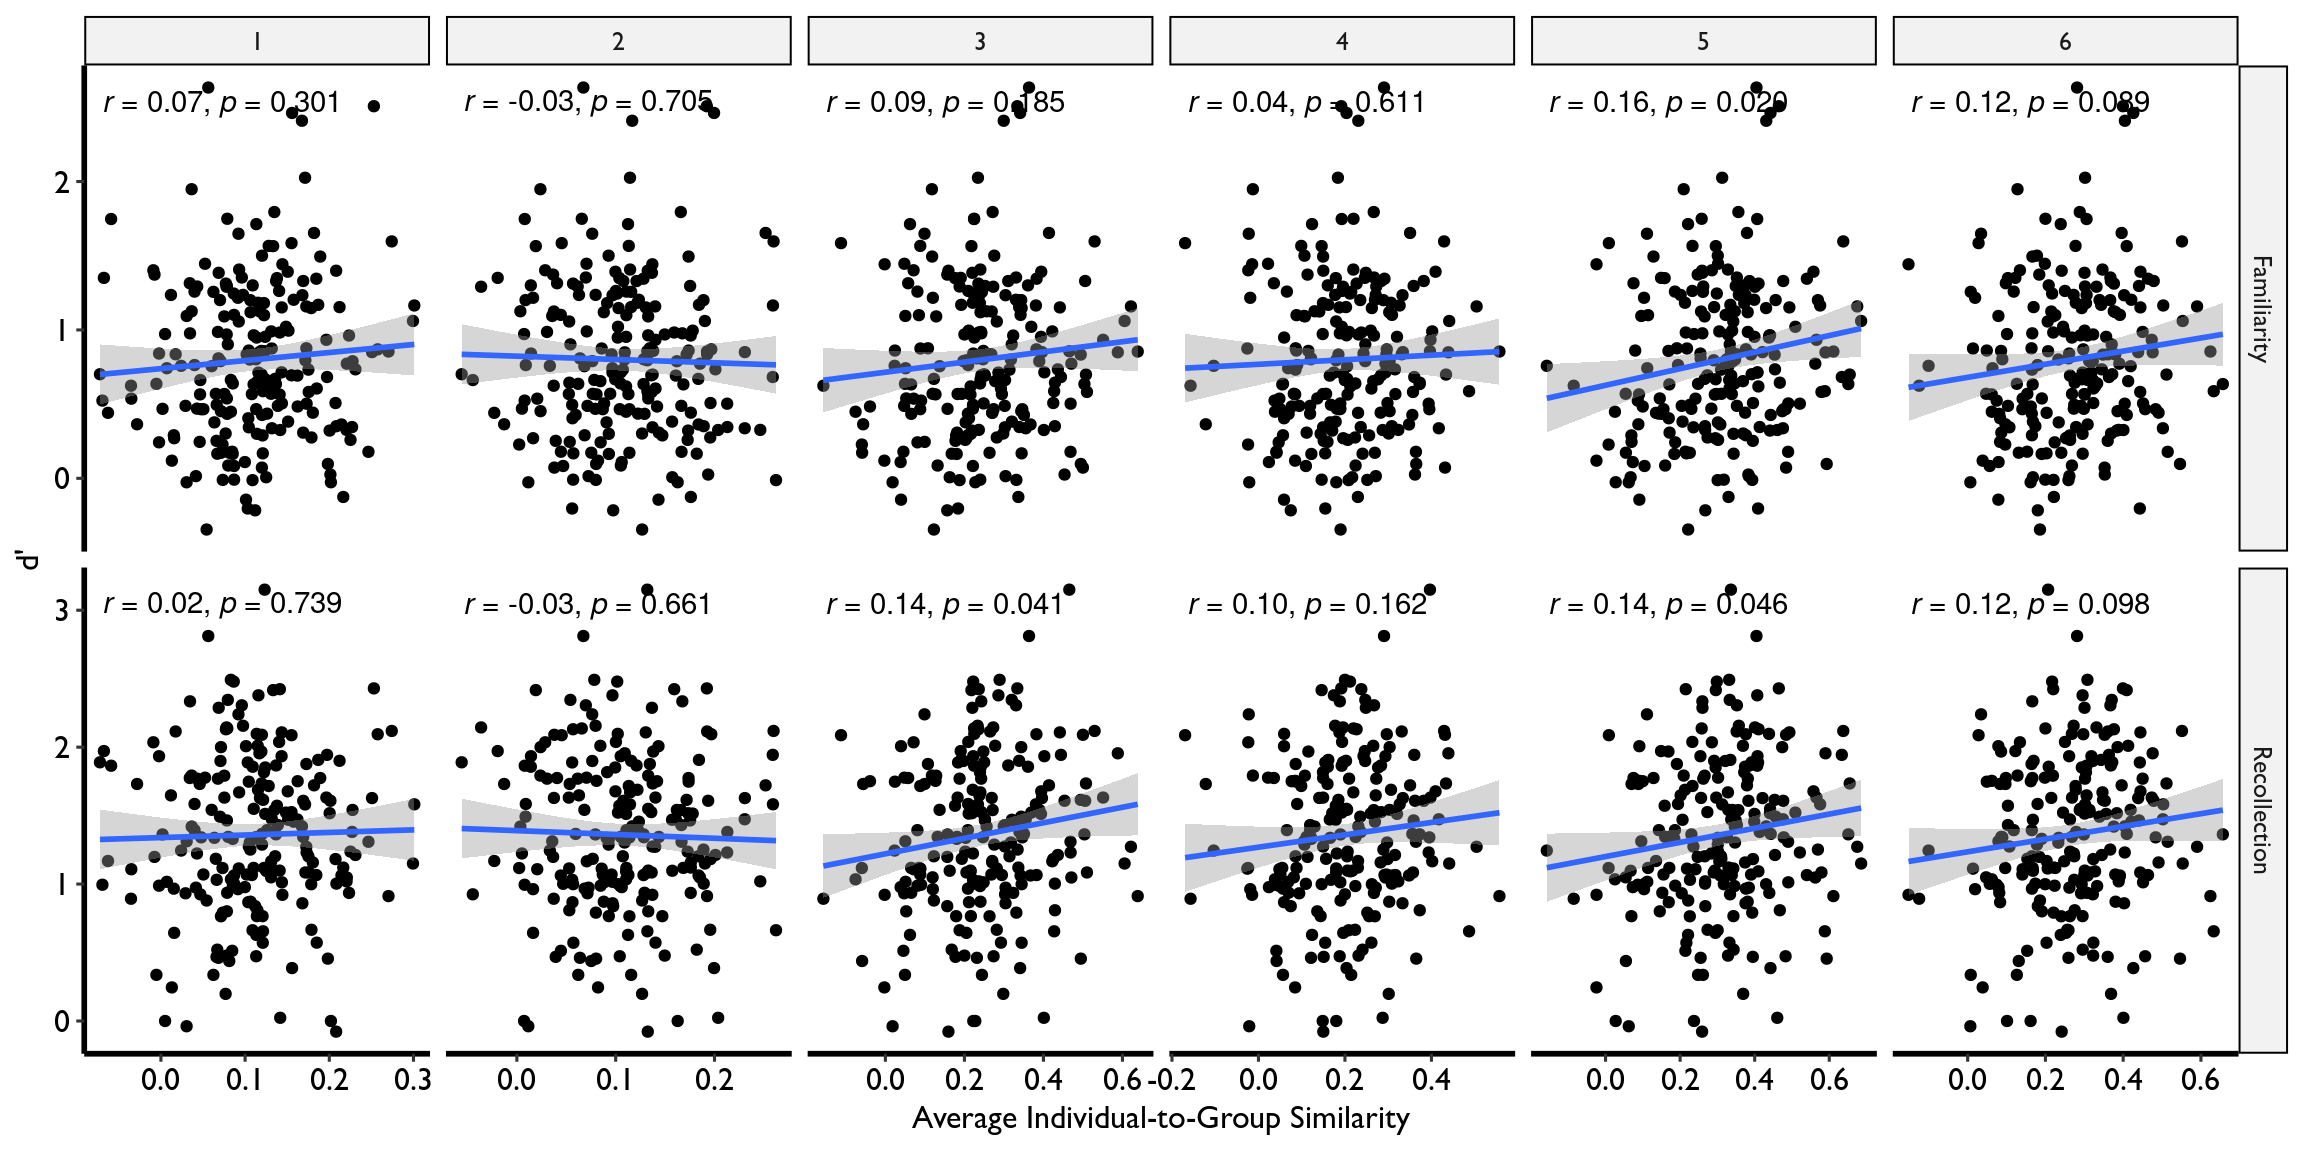 1 2 3 4 5 6
r = 0.07, p = 0.301 r = -0.03, p = 0.705 r = 0.09, p = 0.185 r = 0.04, p = 0.611 r = 0.16, p = 0.020 r = 0.12, p = 0.089
2
1
0
Familiarity
d'
r = 0.02, p = 0.739 r = -0.03, p = 0.661 r = 0.14, p = 0.041 r = 0.10, p = 0.162 r = 0.14, p = 0.046 r = 0.12, p = 0.098
3
2
1
0
Recollection
0.0 0.1 0.2 0.3 0.0 0.1 0.2 0.0 0.2 0.4 0.6 -0.2 0.0 0.2 0.4 0.0 0.2 0.4 0.6 0.0 0.2 0.4 0.6
Average Individual-to-Group Similarity